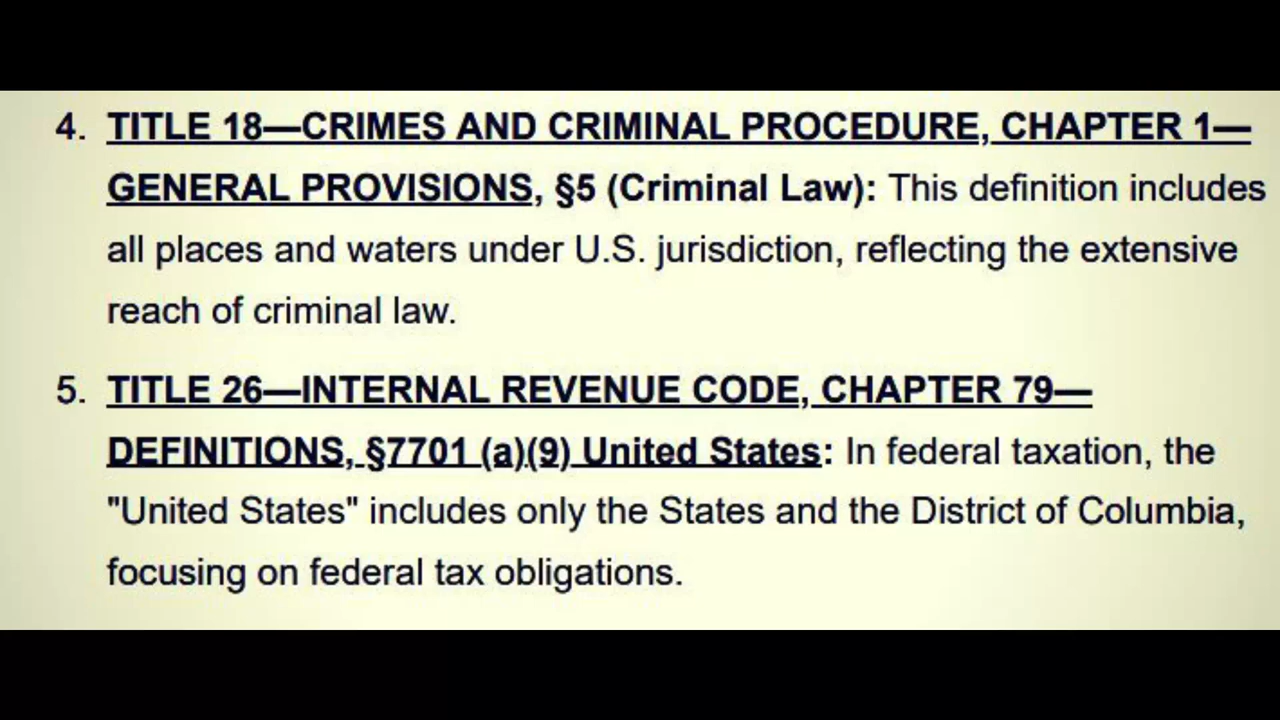 4. TITLE 18—CRIMES AND CRIMINAL PROCEDURE, CHAPTER 1—
GENERAL PROVISIONS, §5 (Criminal Law): This definition includes
all places and waters under U.S. jurisdiction, reflecting the extensive
reach of criminal law.
5. TITLE 26—INTERNAL REVENUE CODE, CHAPTER 79—
DEFINITIONS, §7701 (a)(9) United States: In federal taxation, the
"United States" includes only the States and the District of Columbia,
focusing on federal tax obligations.